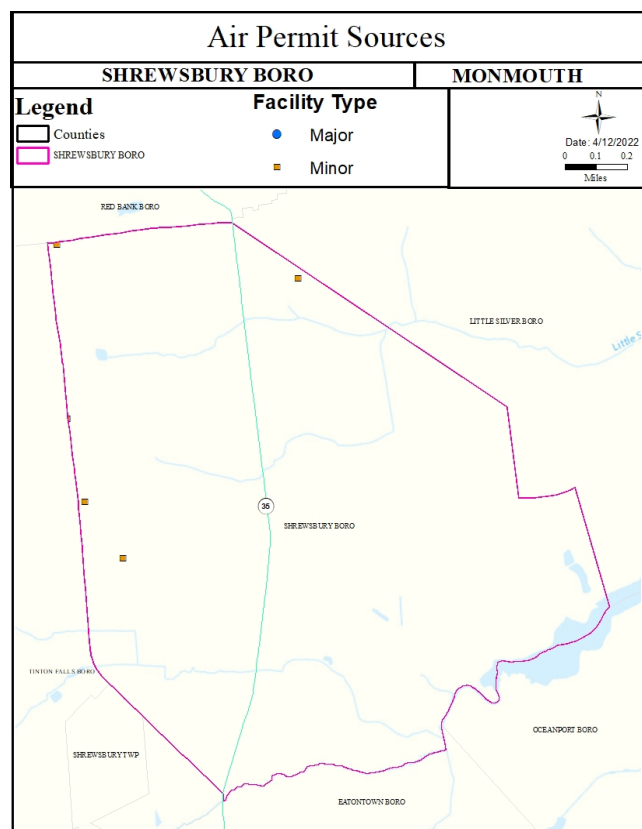 Air Permit Sources
SHREWSBURY BORO
MONMOUTH
Legend
Counties
SHREWSBURY BORO
Facility Type
Major
Minor
N
Date: 4/12/2022
0 0.1 0.2
Miles
RED BANK BORO
LITTLE SILVER BORO
Little S
35
SHREWSBURY BORO
TINTON FALLS BORO
OCEANPORT BORO
SHREWSBURY TWP
EATONTOWN BORO